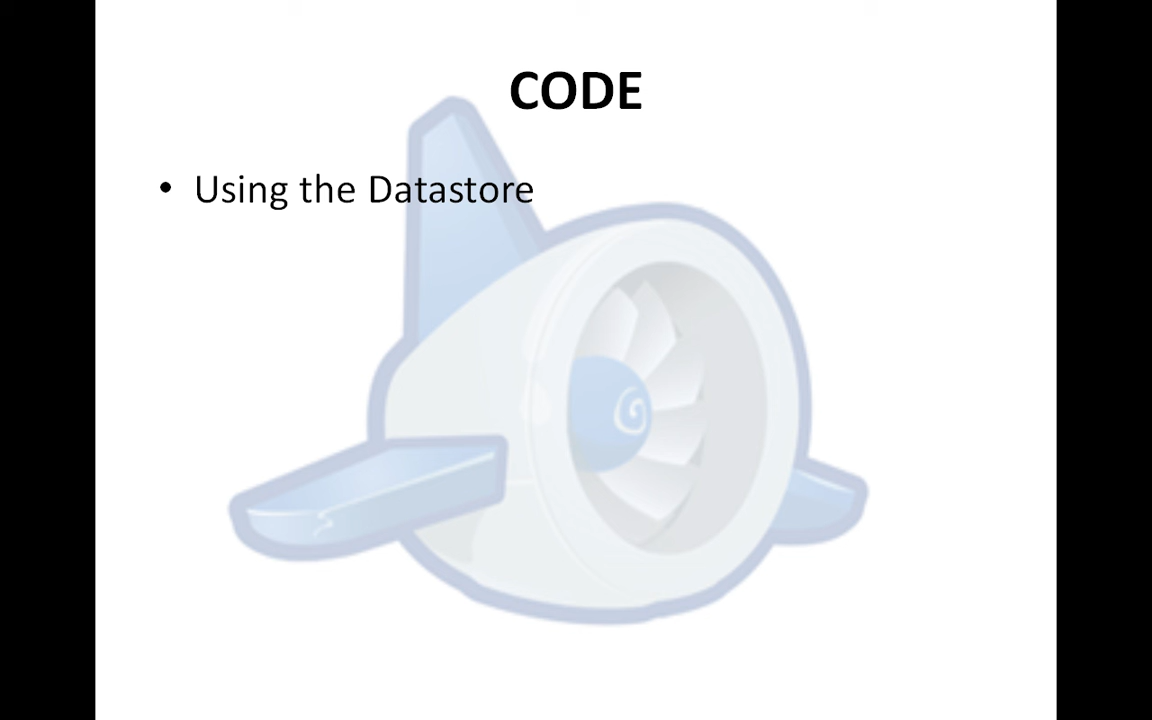 CODE
• Using the Datastore